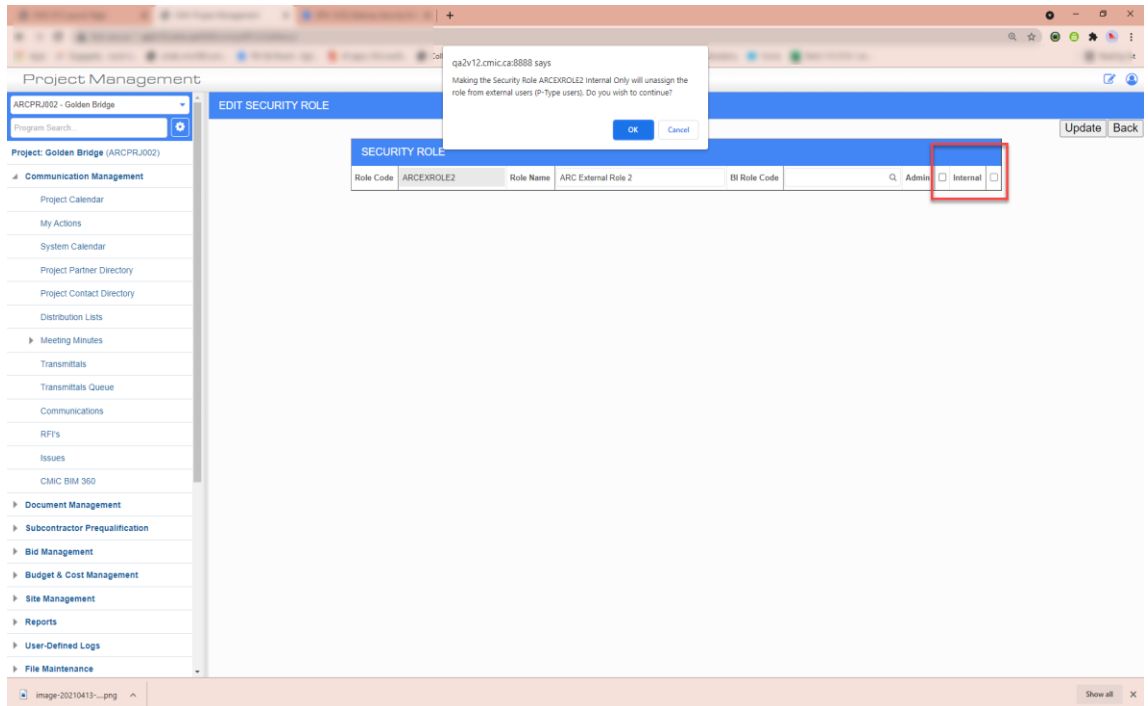 qa2v12.cmic.ca:8888 says
Making the Security Role ARCEXROLE2 Internal Only will unassign the
role from external users (P-Type users). Do you wish to continue?
OK Cancel
Project Management
ARCPRJ002 - Golden Bridge
EDIT SECURITY ROLE
Program Search...
Update Back
Project: Golden Bridge (ARCPRJ002)
SECURITY ROLE
Role Code ARCEXROLE2 Role Name ARC External Role 2 BI Role Code Admin Internal
Communication Management
Project Calendar
My Actions
System Calendar
Project Partner Directory
Project Contact Directory
Distribution Lists
Meeting Minutes
Transmittals
Transmittals Queue
Communications
RFI's
Issues
CMiC BIM 360
Document Management
Subcontractor Prequalification
Bid Management
Budget & Cost Management
Site Management
Reports
User-Defined Logs
File Maintenance
image-20210413-....png
Show all